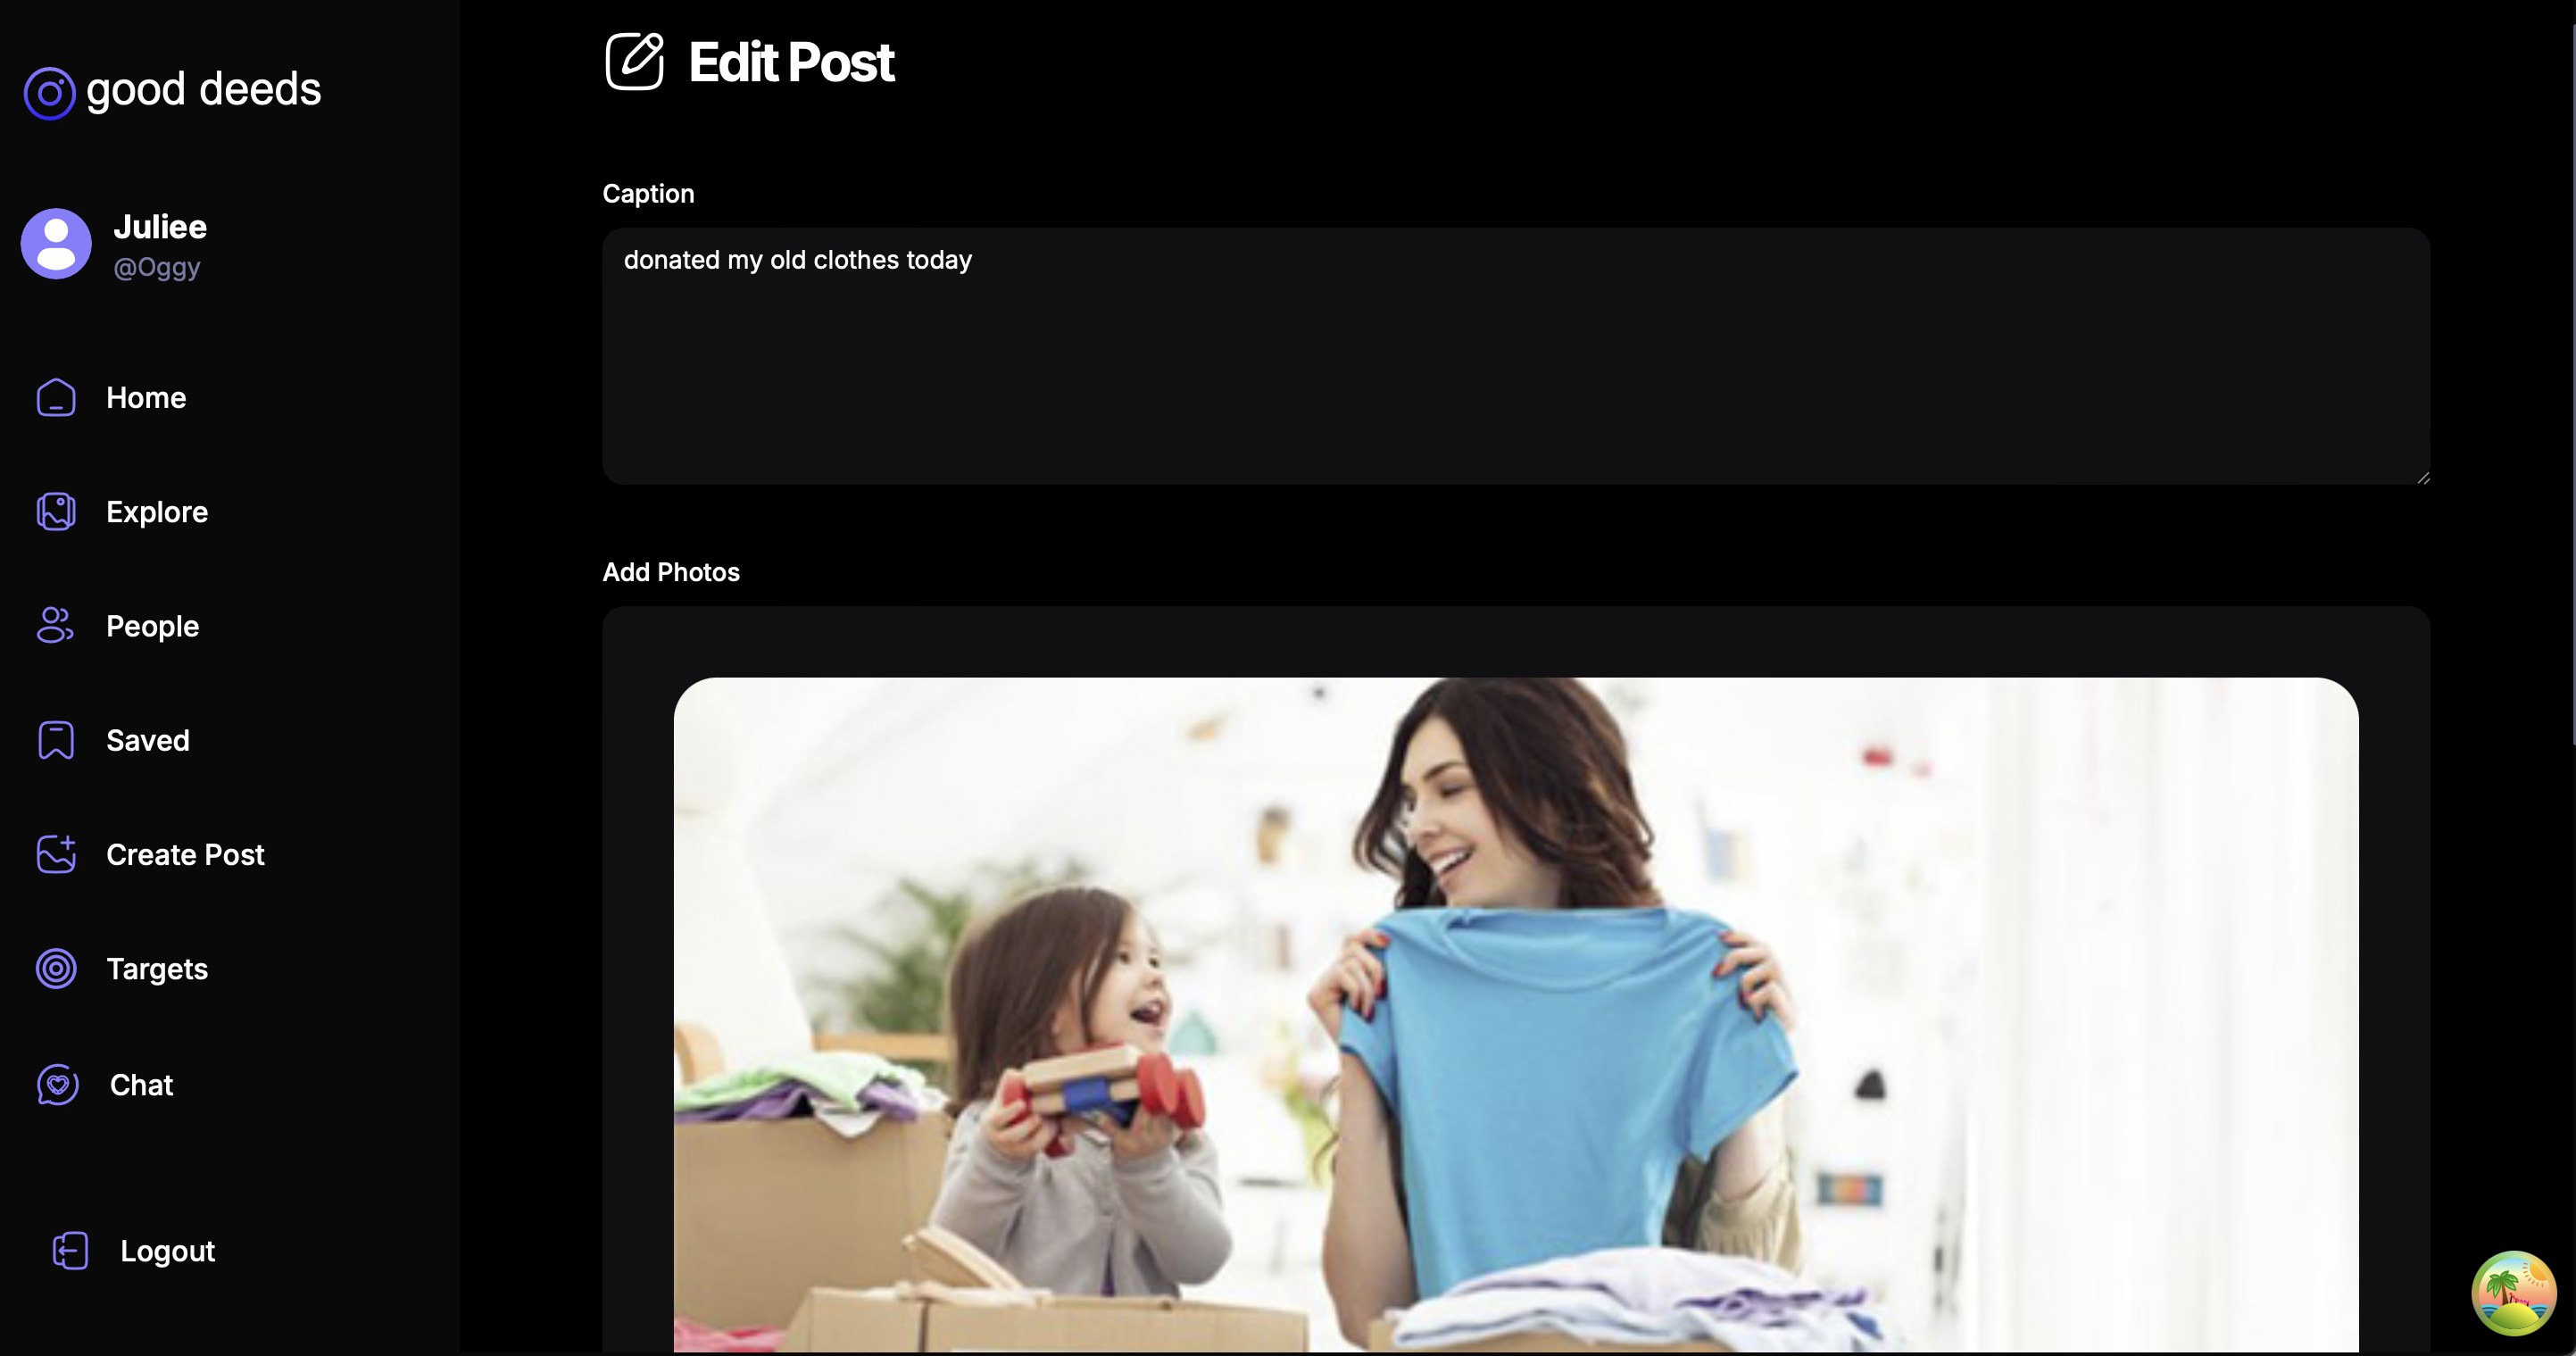 good deeds
Juliee
@Oggy
Home
Explore
People
Saved
Create Post
Targets
Chat
Logout
Edit Post
Caption
donated my old clothes today
Add Photos